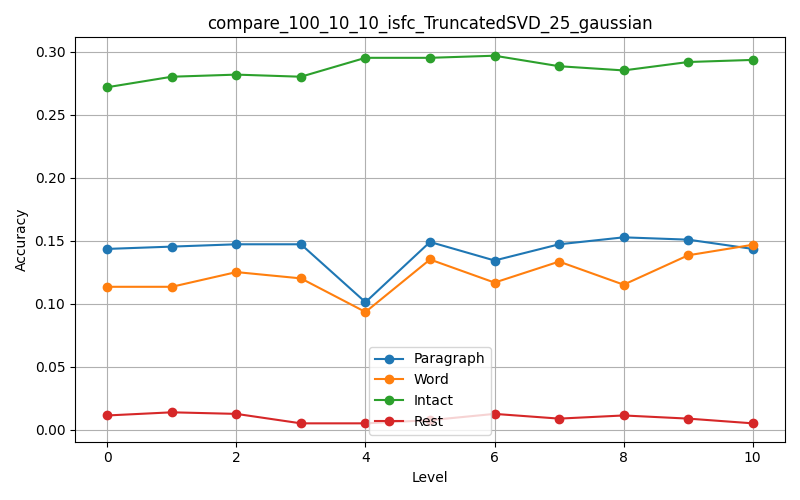 compare_100_10_10_isfc_TruncatedSVD_25_gaussian
Accuracy
0.30
0.25
0.20
0.15
0.10
0.05
0.00
Paragraph
Word
Intact
Rest
0 2 4 6 8 10
Level